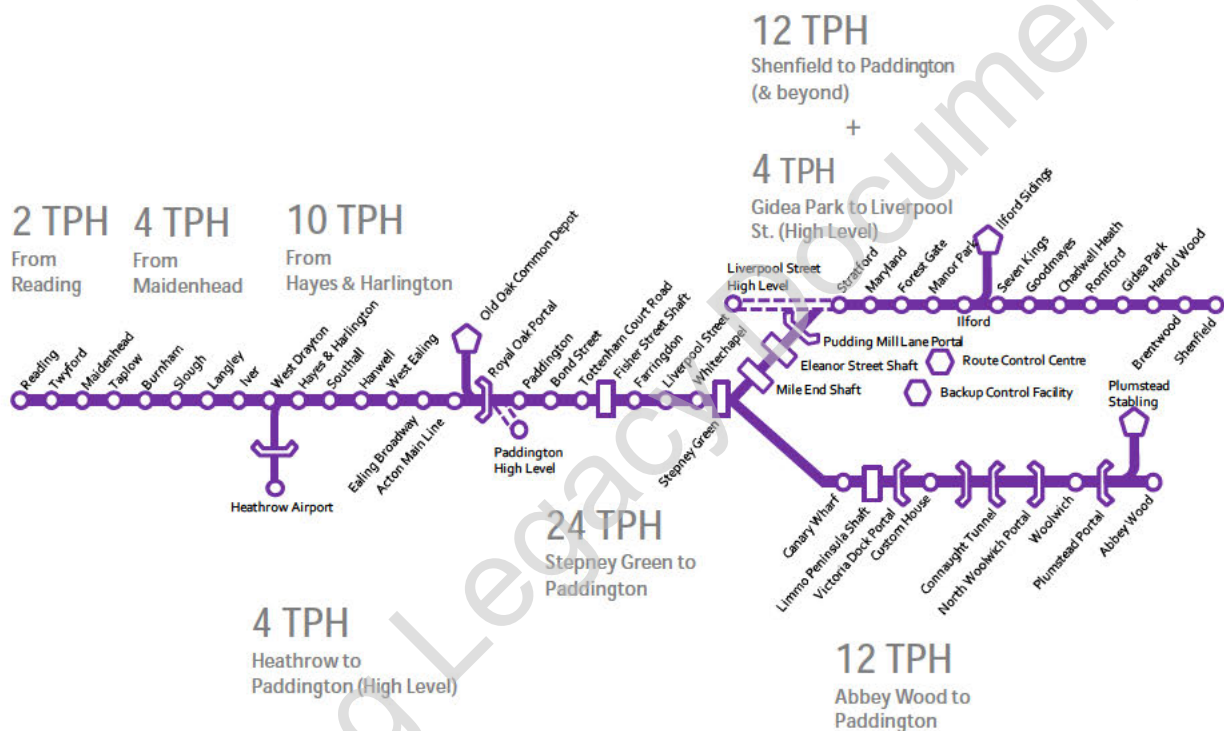 12 TPH
Shenfield to Paddington
(& beyond)
+
4 TPH
Gidea Park to Liverpool
St. (High Level)
2 TPH
From
Reading
4 TPH
From
Maidenhead
10 TPH
From
Hayes & Harlington
Reading
Twyford
Maidenhead
Taplow
Burnham
Slough
Langley
Iver
West Drayton
Hayes & Harlington
Southall
Hanwell
West Ealing
Ealing Broadway
Acton Main Line
Old Oak Common Depot
Royal Oak Portal
Paddington
Bond Street
Tottenham Court Road
Fisher Street Shaft
Farringdon
Liverpool Street
Whitechapel
Stepney Green
Heathrow Airport
Paddington
High Level
Liverpool Street
High Level
Stratford
Maryland
Forest Gate
Manor Park
Ilford
Ilford Sidings
Seven Kings
Goodmayes
Chadwell Heath
Romford
Gidea Park
Harold Wood
Brentwood
Shenfield
Pudding Mill Lane Portal
Eleanor Street Shaft
Mile End Shaft
Route Control Centre
Backup Control Facility
Plumstead
Stabling
Canary Wharf
Limmo Peninsula Shaft
Victoria Dock Portal
Custom House
Connaught Tunnel
North Woolwich Portal
Woolwich
Plumstead Portal
Abbey Wood
24 TPH
Stepney Green to
Paddington
4 TPH
Heathrow to
Paddington (High Level)
12 TPH
Abbey Wood to
Paddington
g Legacy Documen